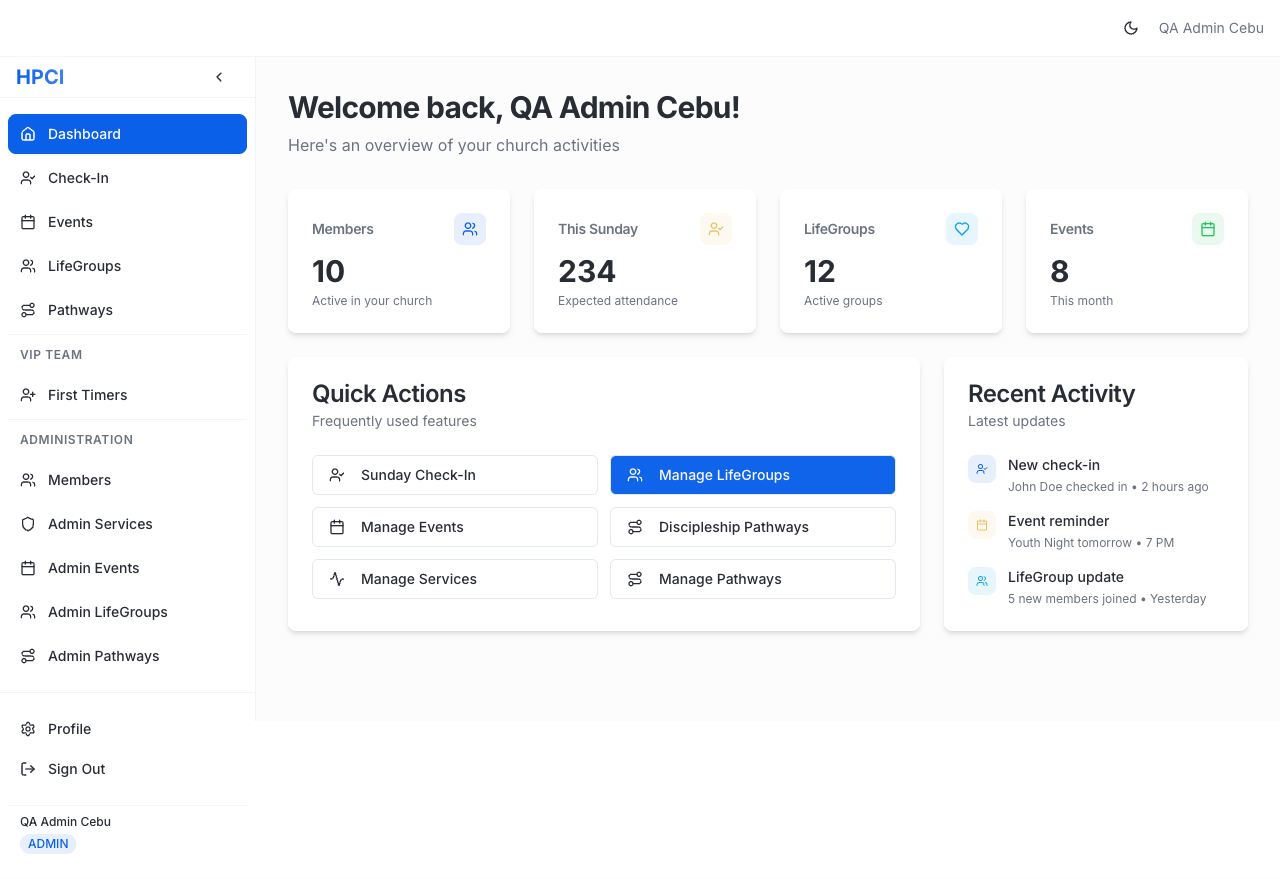 QA Admin Cebu
HPCI
Dashboard
Check-In
Events
LifeGroups
Pathways
VIP TEAM
First Timers
ADMINISTRATION
Members
Admin Services
Admin Events
Admin LifeGroups
Admin Pathways
Profile
Sign Out
QA Admin Cebu
ADMIN
Welcome back, QA Admin Cebu!
Here's an overview of your church activities
Members
10
Active in your church
This Sunday
234
Expected attendance
LifeGroups
12
Active groups
Events
8
This month
Quick Actions
Frequently used features
Sunday Check-In
Manage LifeGroups
Manage Events
Discipleship Pathways
Manage Services
Manage Pathways
Recent Activity
Latest updates
New check-in
John Doe checked in • 2 hours ago
Event reminder
Youth Night tomorrow • 7 PM
LifeGroup update
5 new members joined • Yesterday